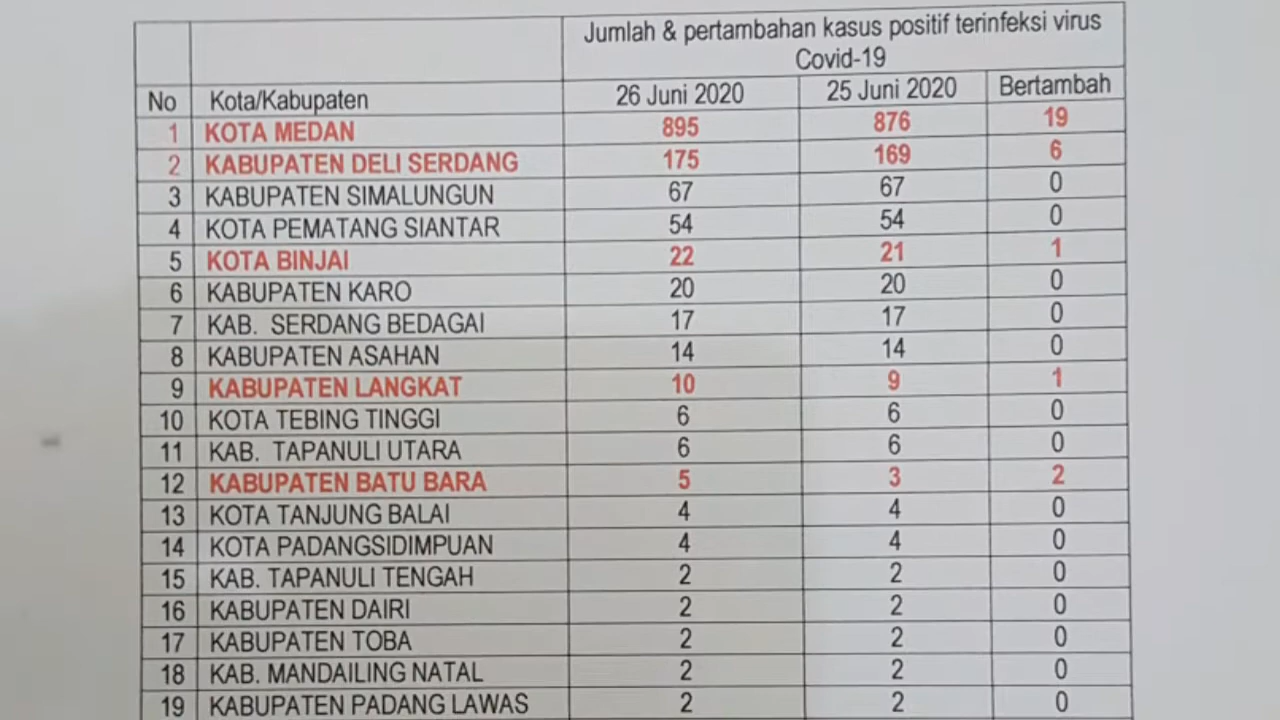 Jumlah & pertambahan kasus positif terinfeksi virus
Covid-19
No Kota/Kabupaten 26 Juni 2020 25 Juni 2020 Bertambah
1 KOTA MEDAN 895 876 19
2 KABUPATEN DELI SERDANG 175 169 6
3 KABUPATEN SIMALUNGUN 67 67 0
4 KOTA PEMATANG SIANTAR 54 54 0
5 KOTA BINJAI 22 21 1
6 KABUPATEN KARO 20 20 0
7 KAB. SERDANG BEDAGAI 17 17 0
8 KABUPATEN ASAHAN 14 14 0
9 KABUPATEN LANGKAT 10 9 1
10 KOTA TEBING TINGGI 6 6 0
11 KAB. TAPANULI UTARA 6 6 0
12 KABUPATEN BATU BARA 5 3 2
13 KOTA TANJUNG BALAI 4 4 0
14 KOTA PADANGSIDIMPUAN 4 4 0
15 KAB. TAPANULI TENGAH 2 2 0
16 KABUPATEN DAIRI 2 2 0
17 KABUPATEN TOBA 2 2 0
18 KAB. MANDAILING NATAL 2 2 0
19 KABUPATEN PADANG LAWAS 2 2 0